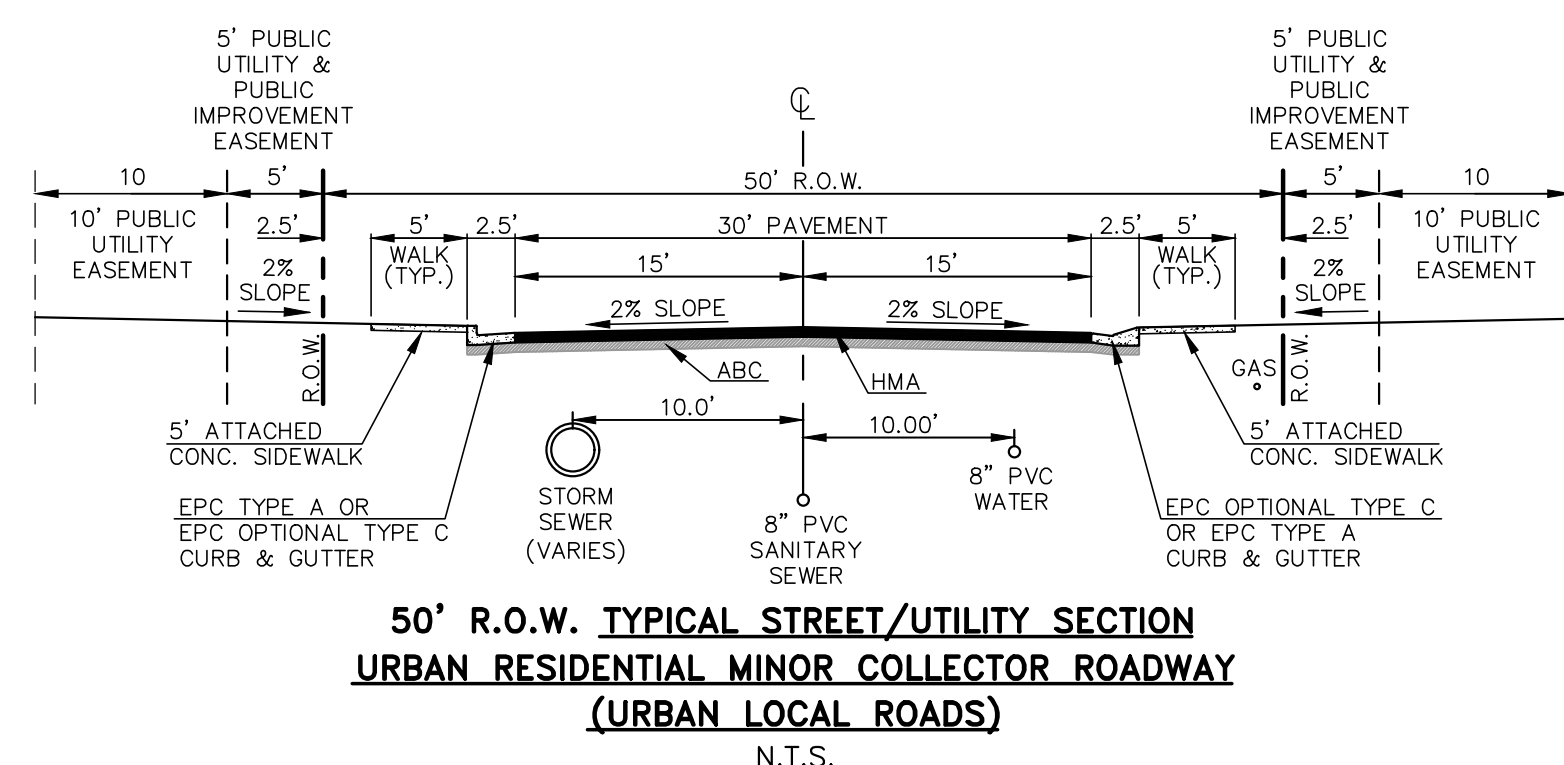 5' PUBLIC
UTILITY &
PUBLIC
IMPROVEMENT
EASEMENT
5' PUBLIC
UTILITY &
PUBLIC
IMPROVEMENT
EASEMENT
℄
10
5'
50' R.O.W.
5'
10
10' PUBLIC
UTILITY
EASEMENT
2.5'
5'
WALK
(TYP.)
2.5'
30' PAVEMENT
2.5'
5'
WALK
(TYP.)
2.5'
10' PUBLIC
UTILITY
EASEMENT
15'
15'
2%
SLOPE
2% SLOPE
2% SLOPE
2%
SLOPE
R.O.W.
ABC
HMA
GAS
R.O.W.
10.0'
10.00'
5' ATTACHED
CONC. SIDEWALK
5' ATTACHED
CONC. SIDEWALK
EPC TYPE A OR
EPC OPTIONAL TYPE C
CURB & GUTTER
STORM
SEWER
(VARIES)
8" PVC
SANITARY
SEWER
8" PVC
WATER
EPC OPTIONAL TYPE C
OR EPC TYPE A
CURB & GUTTER
50' R.O.W. TYPICAL STREET/UTILITY SECTION
URBAN RESIDENTIAL MINOR COLLECTOR ROADWAY
(URBAN LOCAL ROADS)
N.T.S.